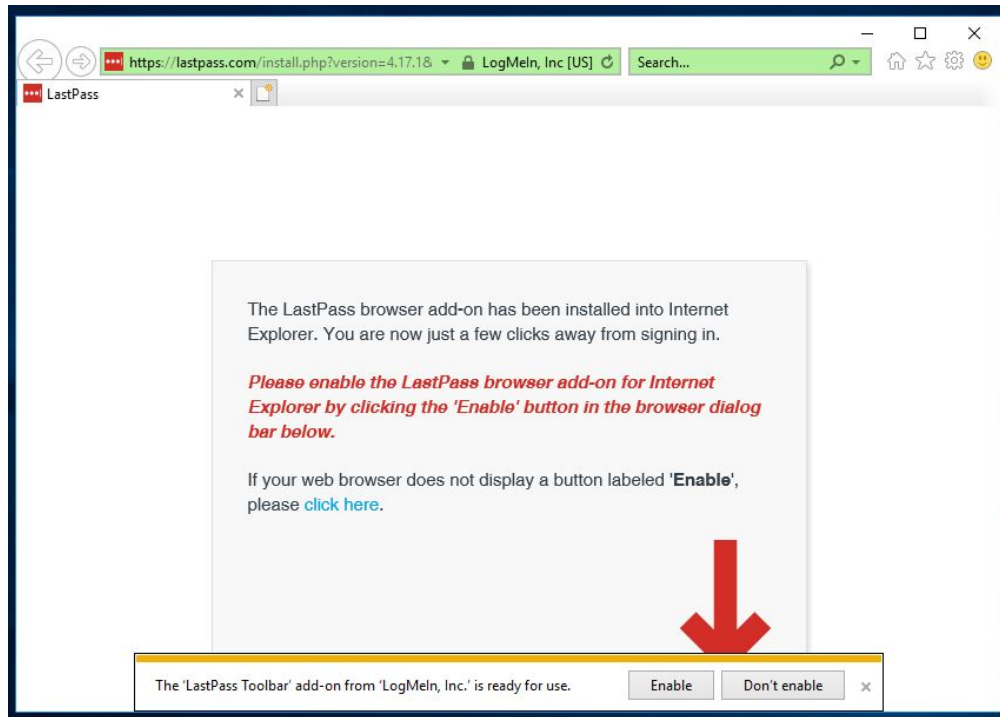 https://lastpass.com/install.php?version=4.17.1& LogMeIn, Inc [US] Search...
LastPass
The LastPass browser add-on has been installed into Internet
Explorer. You are now just a few clicks away from signing in.
Please enable the LastPass browser add-on for Internet
Explorer by clicking the 'Enable' button in the browser dialog
bar below.
If your web browser does not display a button labeled 'Enable',
please click here.
The 'LastPass Toolbar' add-on from 'LogMeIn, Inc.' is ready for use. Enable Don't enable